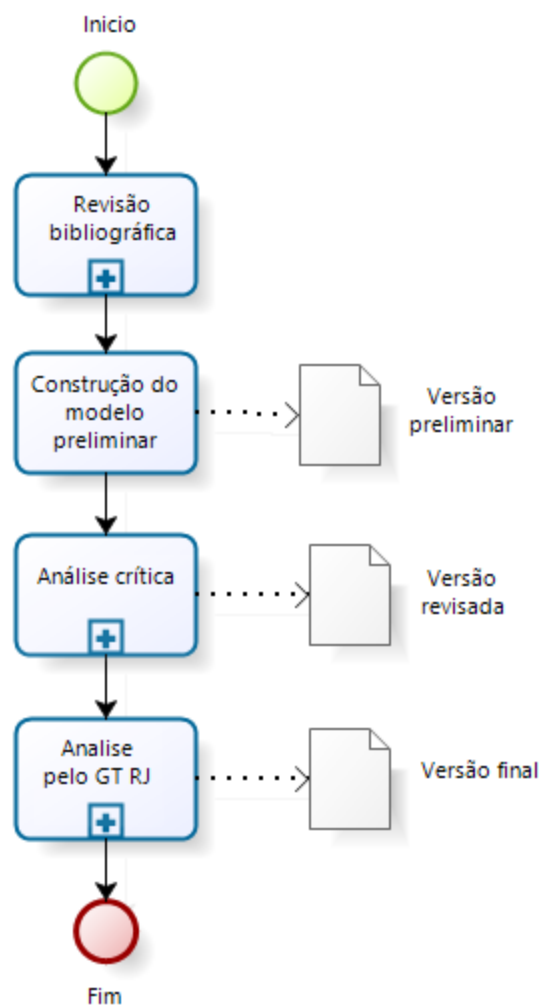 Inicio
Revisão
bibliográfica
Construção do
modelo
preliminar
Versão
preliminar
Análise crítica
Versão
revisada
Analise
pelo GT RJ
Versão final
Fim